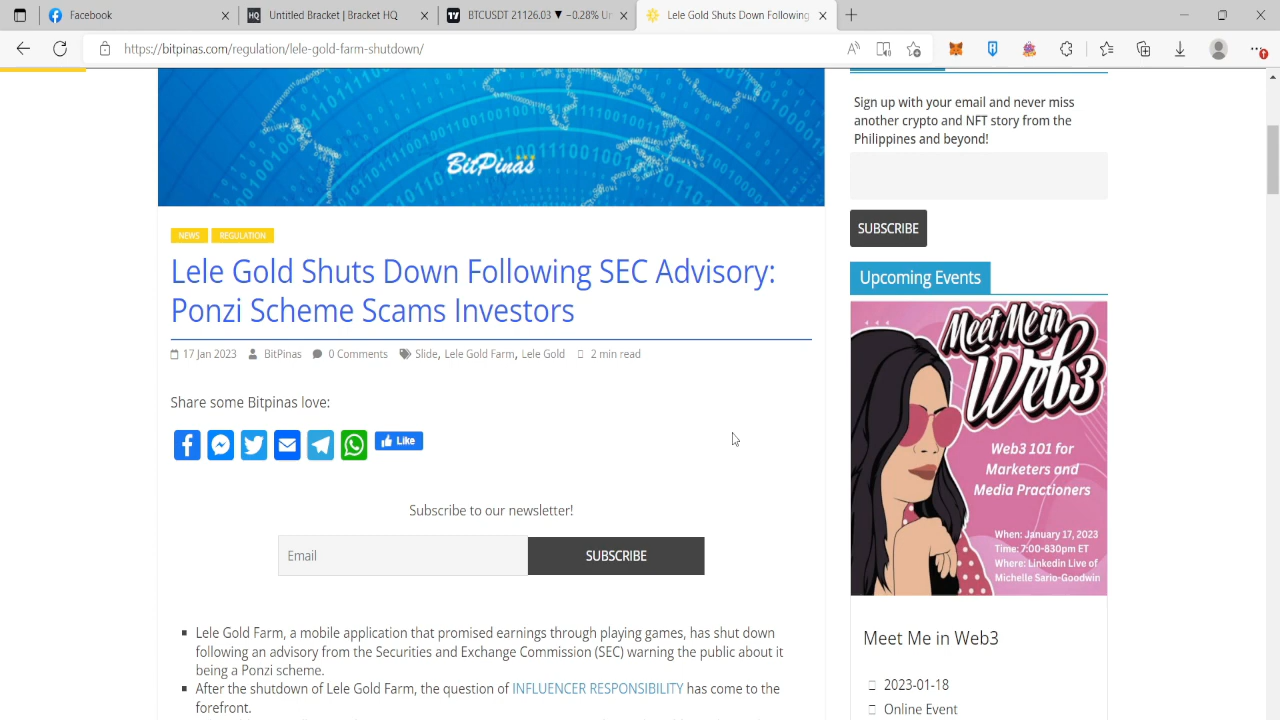 Facebook
Untitled Bracket | Bracket HQ
BTCUSDT 21126.03 ▼ −0.28% Un
Lele Gold Shuts Down Following
https://bitpinas.com/regulation/lele-gold-farm-shutdown/
BitPinas
NEWS
REGULATION
Lele Gold Shuts Down Following SEC Advisory:
Ponzi Scheme Scams Investors
17 Jan 2023 BitPinas 0 Comments Slide, Lele Gold Farm, Lele Gold 2 min read
Share some Bitpinas love:
Like
Subscribe to our newsletter!
Email
SUBSCRIBE
Lele Gold Farm, a mobile application that promised earnings through playing games, has shut down
following an advisory from the Securities and Exchange Commission (SEC) warning the public about it
being a Ponzi scheme.
After the shutdown of Lele Gold Farm, the question of INFLUENCER RESPONSIBILITY has come to the
forefront.
Sign up with your email and never miss
another crypto and NFT story from the
Philippines and beyond!
SUBSCRIBE
Upcoming Events
Meet Me in
Web3
Web3 101 for
Marketers and
Media Practioners
When: January 17, 2023
Time: 7:00-830pm ET
Where: Linkedin Live of
Michelle Sario-Goodwin
Meet Me in Web3
2023-01-18
Online Event